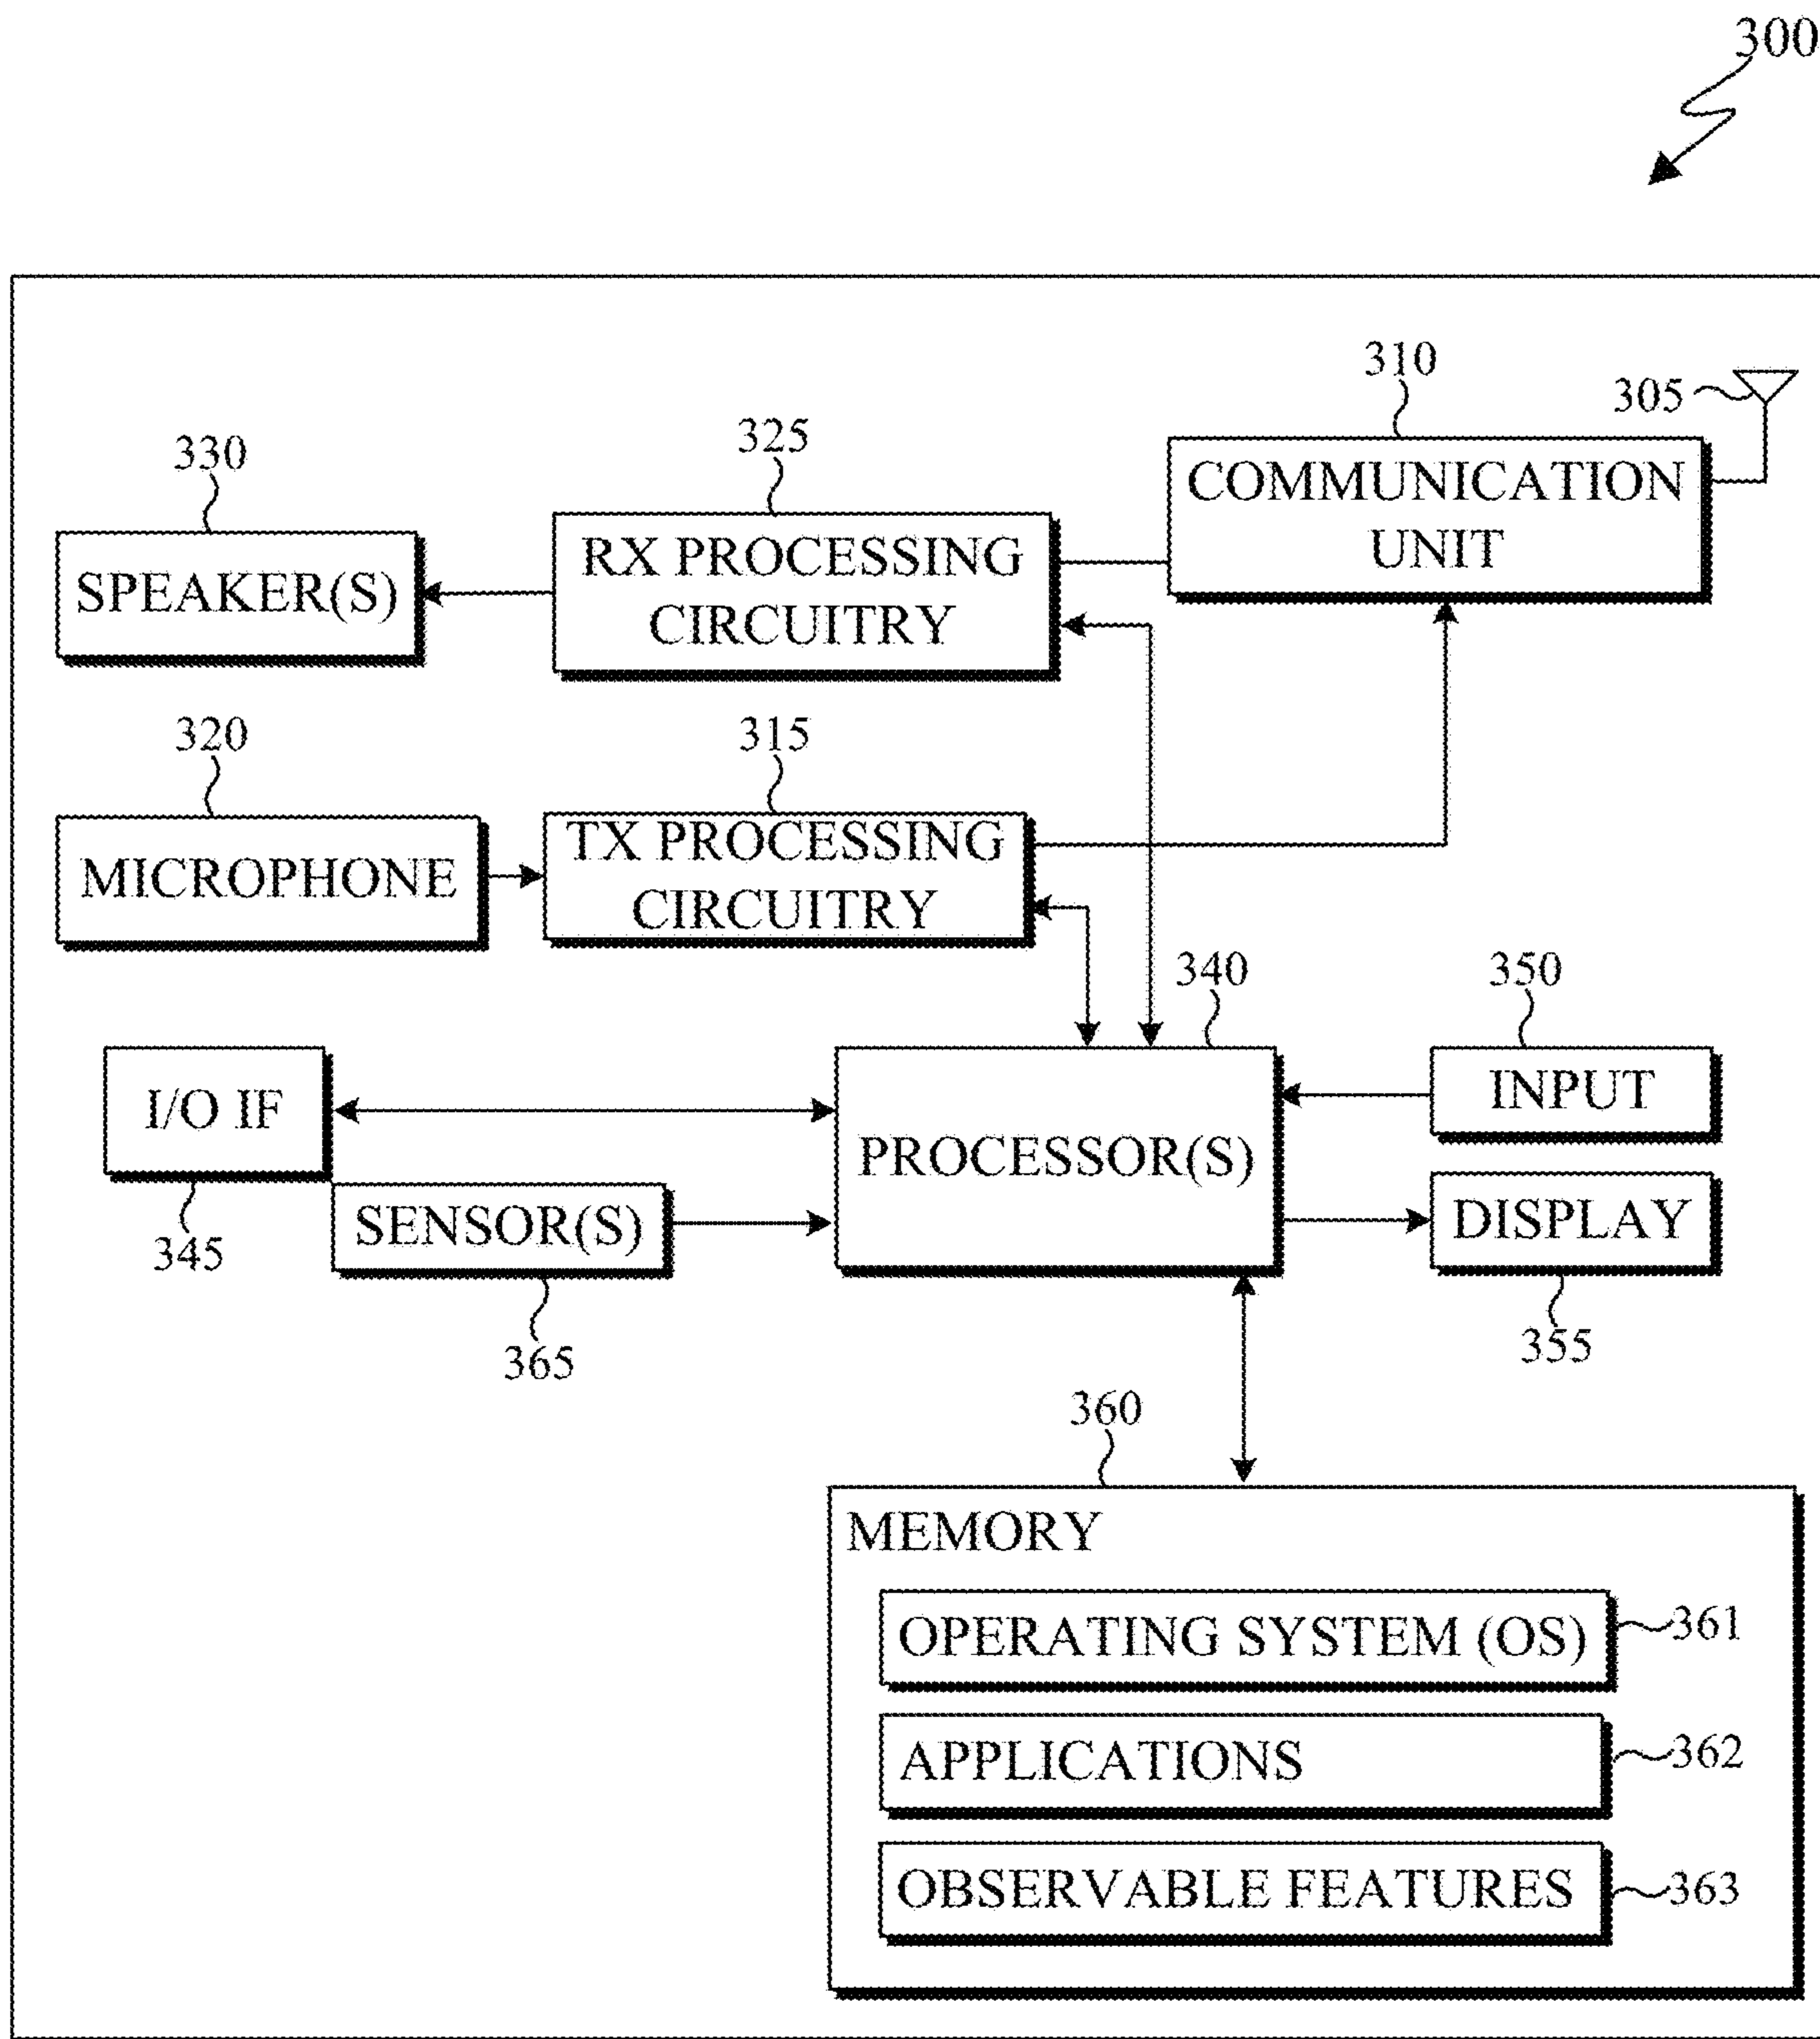 300
310
305
325
330
COMMUNICATION
UNIT
RX PROCESSING
CIRCUITRY
SPEAKER(S)
320
315
MICROPHONE
TX PROCESSING
CIRCUITRY
340
350
I/O IF
PROCESSOR(S)
INPUT
SENSOR(S)
DISPLAY
345
365
355
360
MEMORY
OPERATING SYSTEM (OS)
361
APPLICATIONS
362
OBSERVABLE FEATURES
363